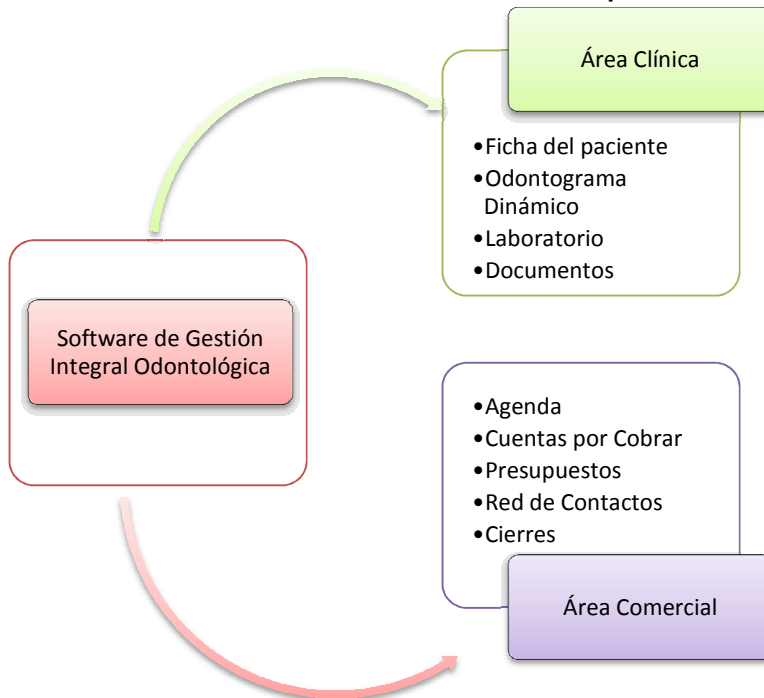 Área Clínica
•Ficha del paciente
•Odontograma
Dinámico
•Laboratorio
•Documentos
Software de Gestión
Integral Odontológica
•Agenda
•Cuentas por Cobrar
•Presupuestos
•Red de Contactos
•Cierres
Área Comercial